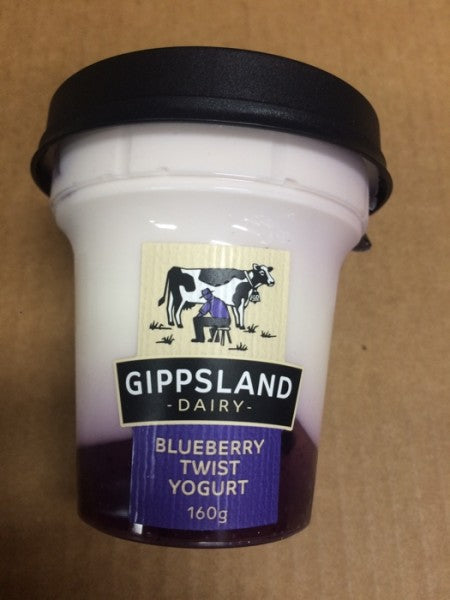 GIPPSLAND
- DAIRY -
BLUEBERRY
TWIST
YOGURT
160g